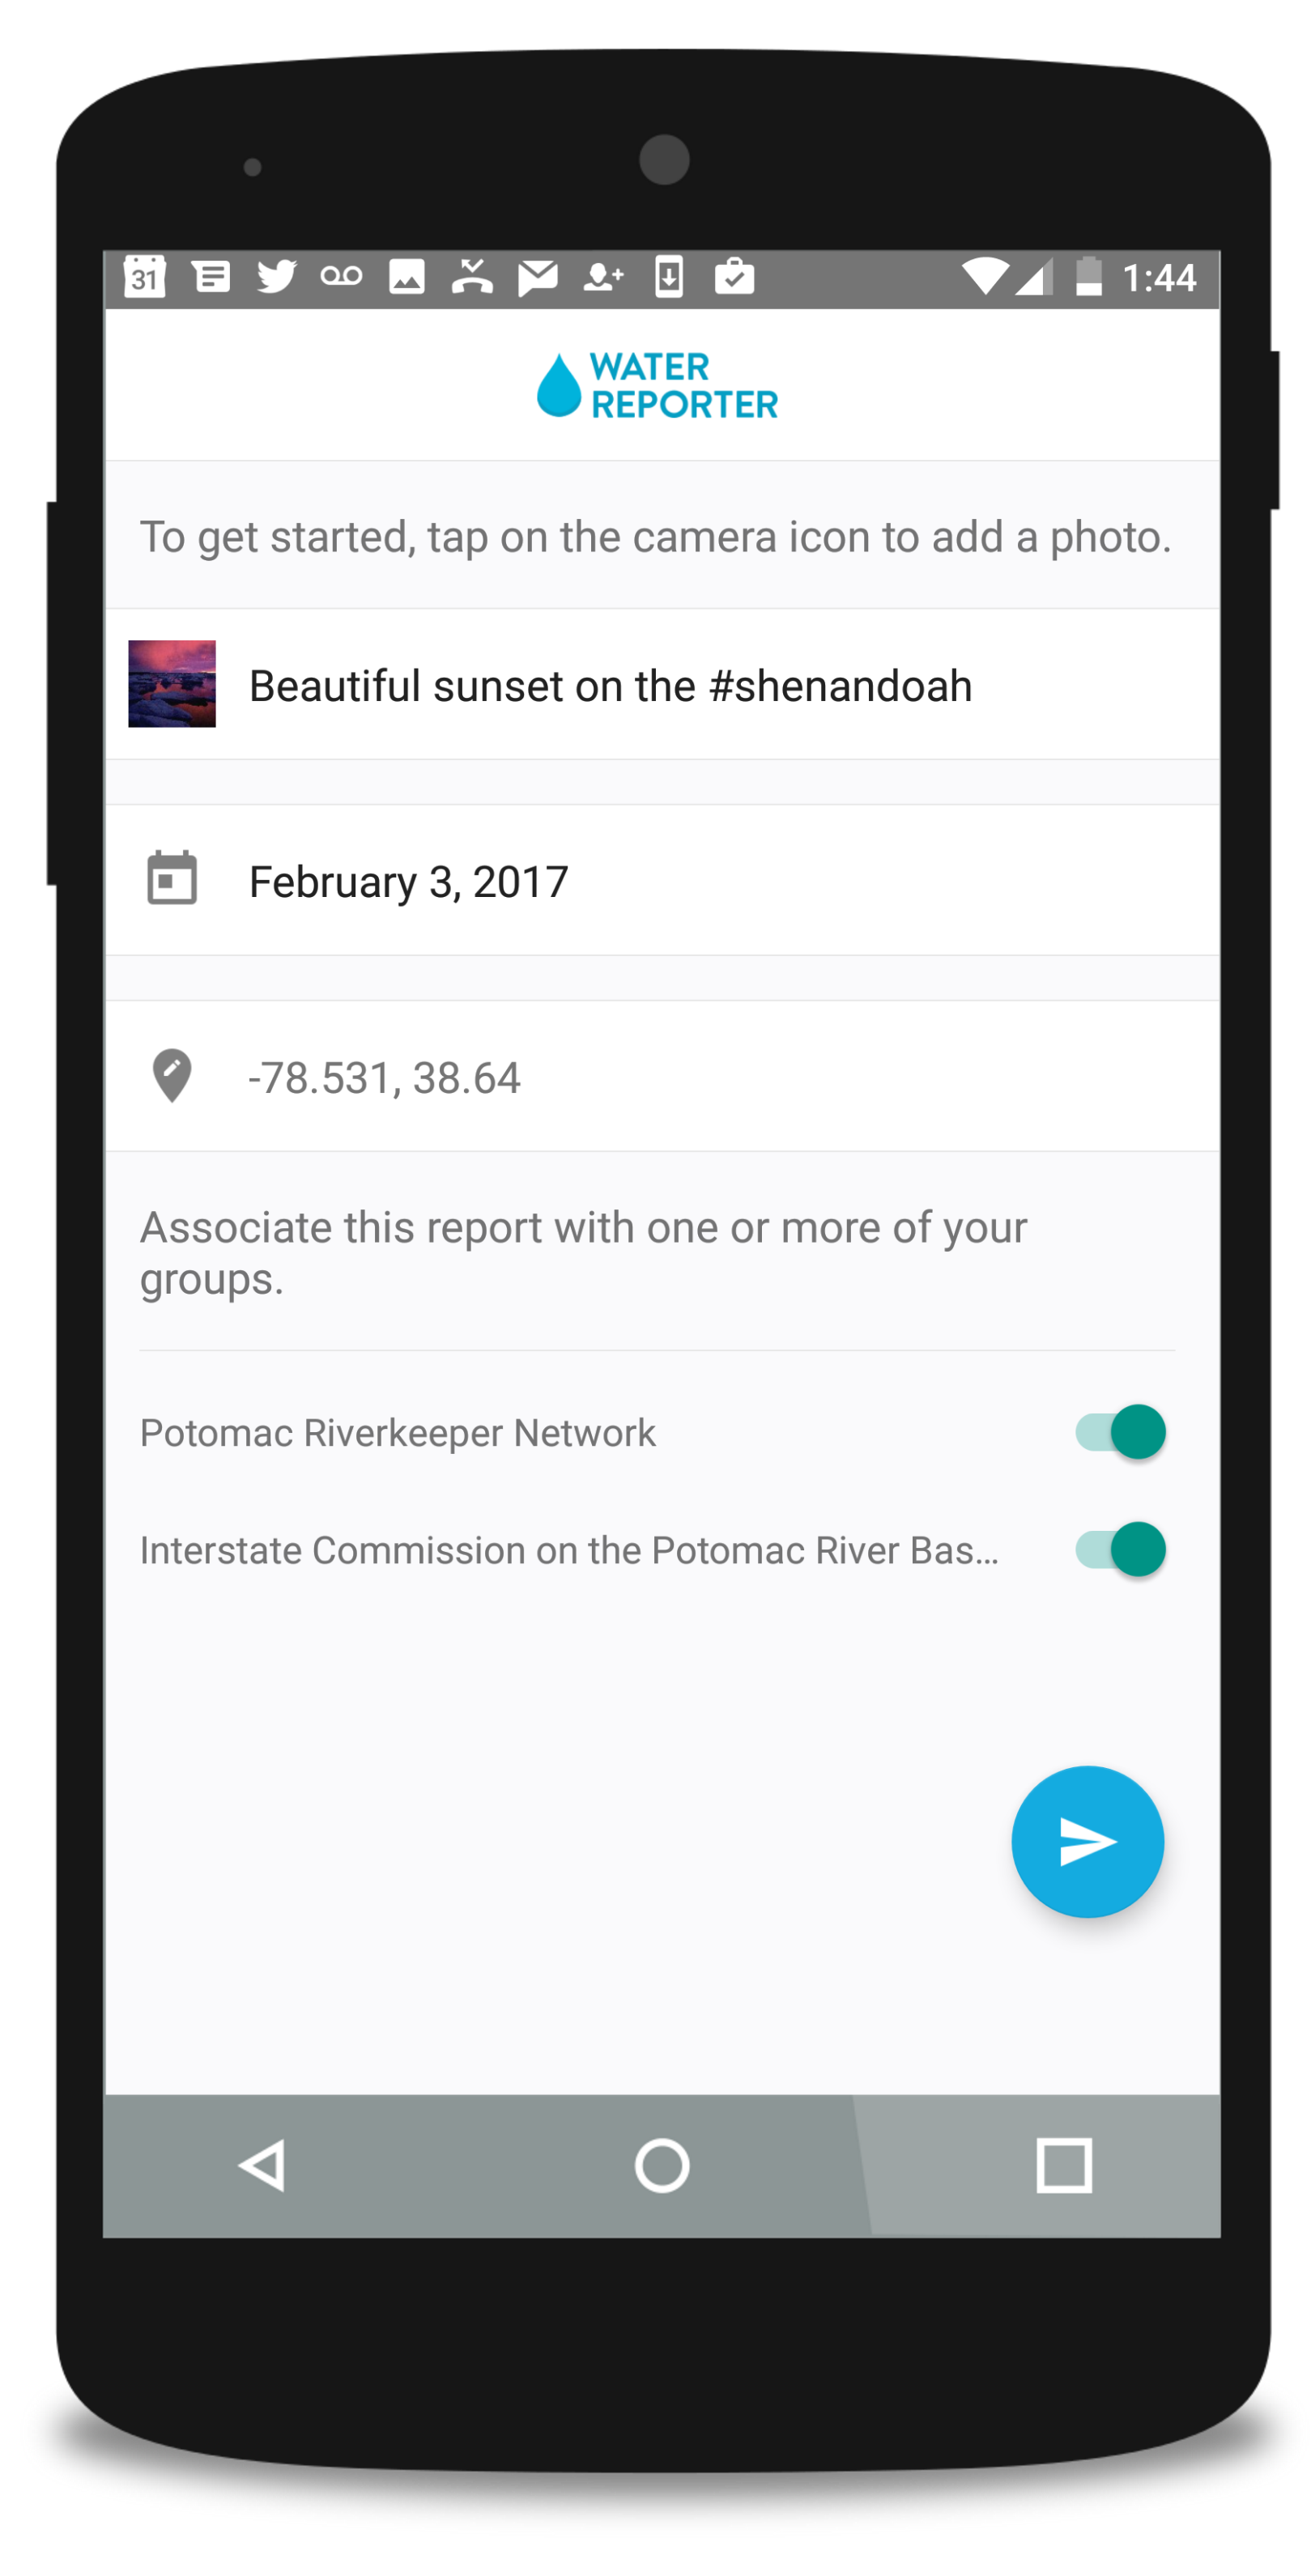 31
1:44
WATER
REPORTER
To get started, tap on the camera icon to add a photo.
Beautiful sunset on the #shenandoah
February 3, 2017
-78.531, 38.64
Associate this report with one or more of your
groups.
Potomac Riverkeeper Network
Interstate Commission on the Potomac River Bas...